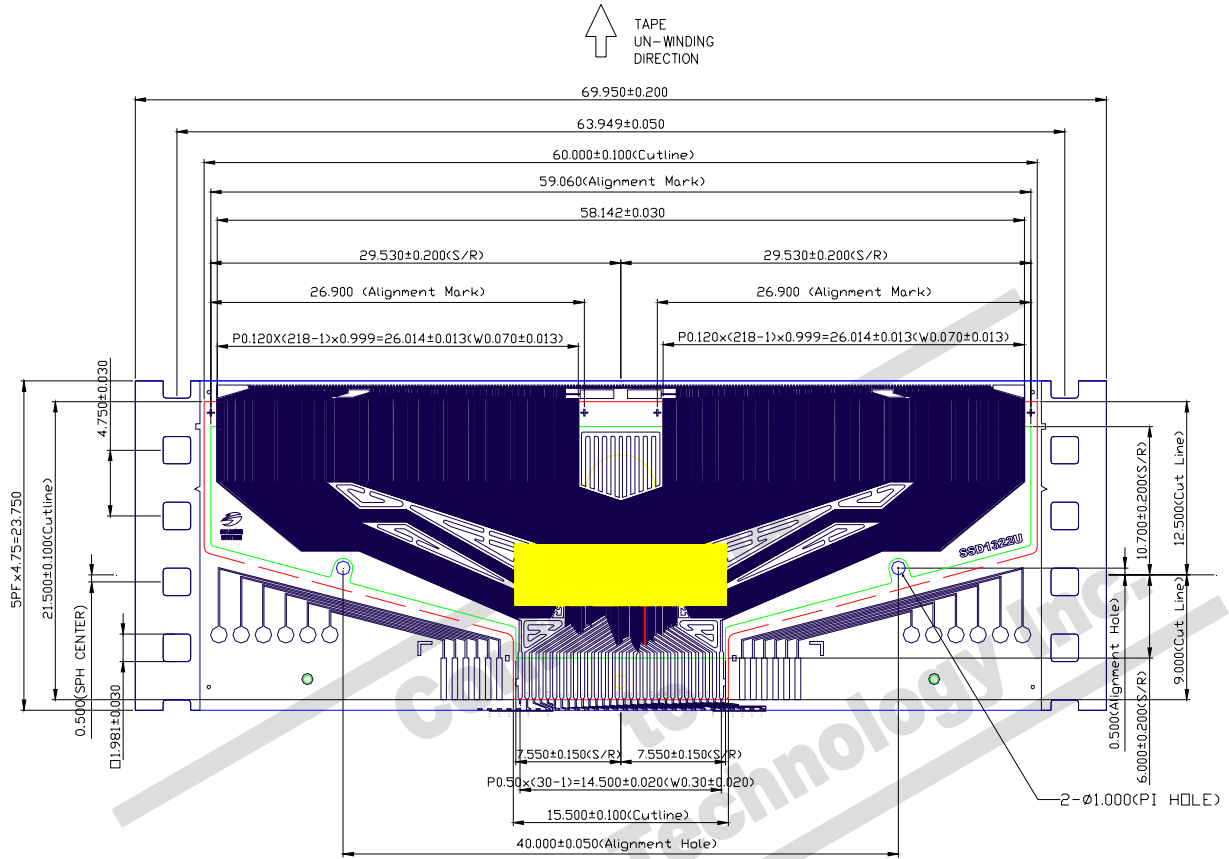 TAPE
UN-WINDING
DIRECTION
69.950±0.200
63.949±0.050
60.000±0.100(Cutline)
59.060(Alignment Mark)
58.142±0.030
29.530±0.200(S/R)
29.530±0.200(S/R)
26.900 (Alignment Mark)
26.900 (Alignment Mark)
P0.120X(218-1)x0.999=26.014±0.013(W0.070±0.013)
P0.120x(218-1)x0.999=26.014±0.013(W0.070±0.013)
4.750±0.030
5PFx4.75=23.750
21.500±0.100(Cutline)
0.500(SPH CENTER)
□1.981±0.030
SSD1322U
10.700±0.200(S/R)
12.500(Cut Line)
9.000(Cut Line)
0.500(Alignment Hole)
6.000±0.200(S/R)
7.550±0.150(S/R)
7.550±0.150(S/R)
P0.50x(30-1)=14.500±0.020(W0.30±0.020)
15.500±0.100(Cutline)
40.000±0.050(Alignment Hole)
2-Ø1.000(PI HOLE)
to
Technology Inc.